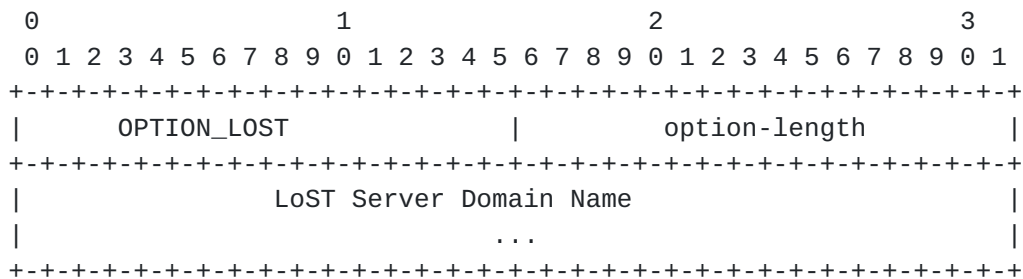 0                   1                   2                   3
 0 1 2 3 4 5 6 7 8 9 0 1 2 3 4 5 6 7 8 9 0 1 2 3 4 5 6 7 8 9 0 1
+-+-+-+-+-+-+-+-+-+-+-+-+-+-+-+-+-+-+-+-+-+-+-+-+-+-+-+-+-+-+-+-+
|      OPTION_LOST              |         option-length         |
+-+-+-+-+-+-+-+-+-+-+-+-+-+-+-+-+-+-+-+-+-+-+-+-+-+-+-+-+-+-+-+-+
|                LoST Server Domain Name                        |
|                              ...                              |
+-+-+-+-+-+-+-+-+-+-+-+-+-+-+-+-+-+-+-+-+-+-+-+-+-+-+-+-+-+-+-+-+